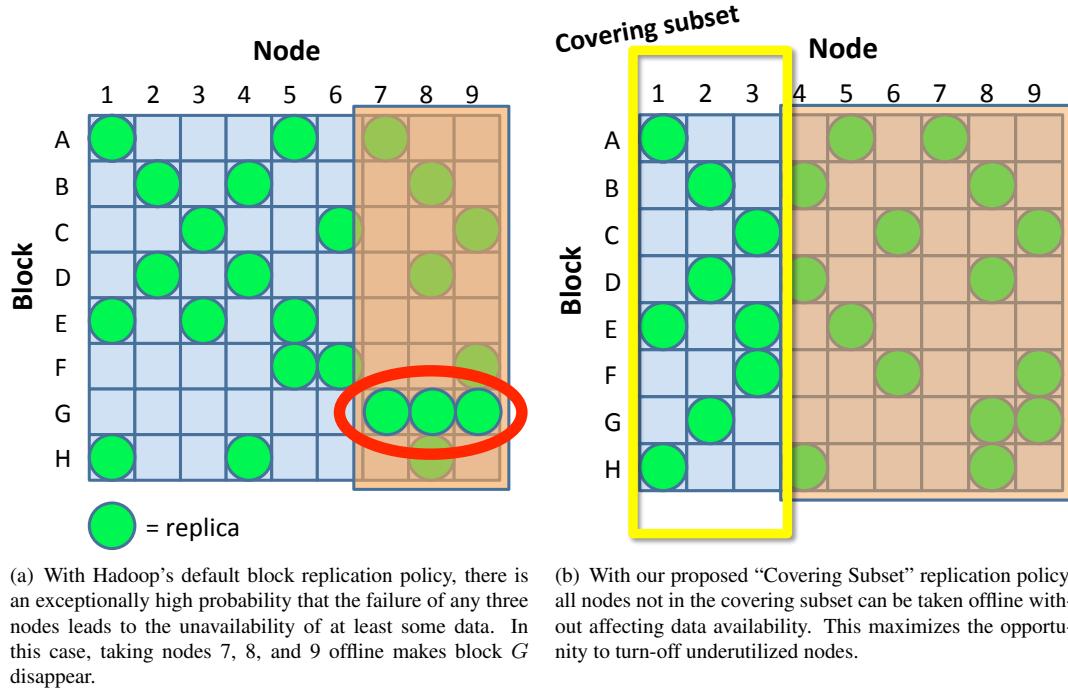 Node
1 2 3 4 5 6 7 8 9
Block
A
B
C
D
E
F
G
H
= replica
(a) With Hadoop's default block replication policy, there is
an exceptionally high probability that the failure of any three
nodes leads to the unavailability of at least some data. In
this case, taking nodes 7, 8, and 9 offline makes block G
disappear.
Covering subset
Node
1 2 3 4 5 6 7 8 9
Block
A
B
C
D
E
F
G
H
(b) With our proposed “Covering Subset” replication policy
all nodes not in the covering subset can be taken offline with-
out affecting data availability. This maximizes the opportu-
nity to turn-off underutilized nodes.